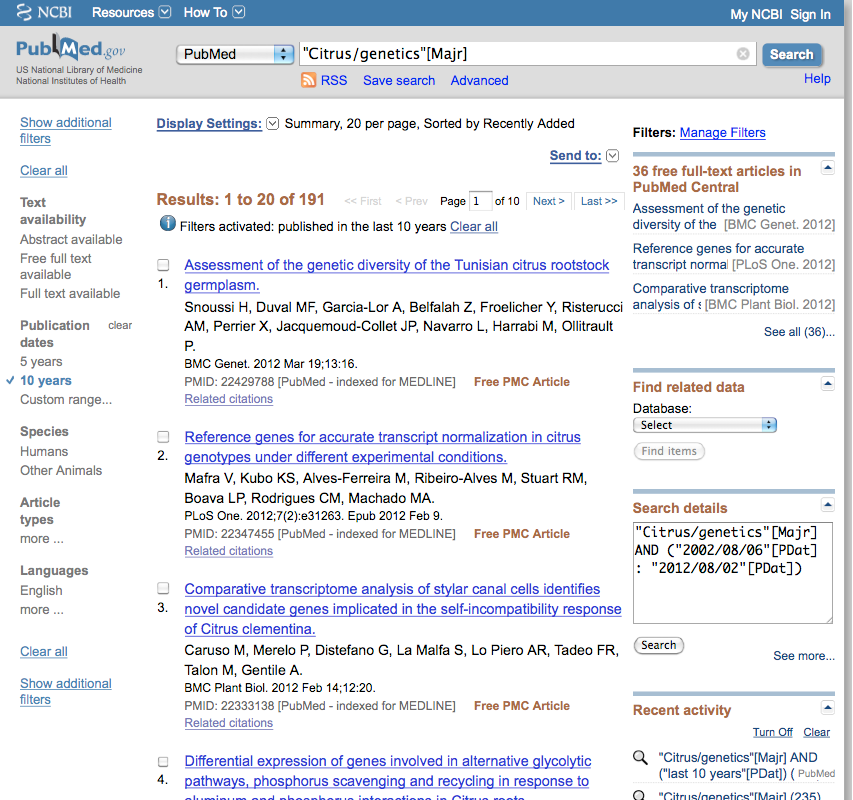 NCBI Resources How To My NCBI Sign In
PubMed.gov
US National Library of Medicine
National Institutes of Health
PubMed "Citrus/genetics"[Majr] Search
RSS Save search Advanced Help
Show additional
filters
Clear all
Text
availability
Abstract available
Free full text
available
Full text available
Publication clear
dates
5 years
10 years
Custom range...
Species
Humans
Other Animals
Article
types
more ...
Languages
English
more ...
Clear all
Show additional
filters
Display Settings: Summary, 20 per page, Sorted by Recently Added
Send to:
Results: 1 to 20 of 191 << First < Prev Page 1 of 10 Next > Last >>
Filters activated: published in the last 10 years Clear all
Assessment of the genetic diversity of the Tunisian citrus rootstock
1. germplasm.
Snoussi H, Duval MF, Garcia-Lor A, Belfalah Z, Froelicher Y, Risterucci
AM, Perrier X, Jacquemoud-Collet JP, Navarro L, Harrabi M, Ollitrault
P.
BMC Genet. 2012 Mar 19;13:16.
PMID: 22429788 [PubMed - indexed for MEDLINE] Free PMC Article
Related citations
Reference genes for accurate transcript normalization in citrus
2. genotypes under different experimental conditions.
Mafra V, Kubo KS, Alves-Ferreira M, Ribeiro-Alves M, Stuart RM,
Boava LP, Rodrigues CM, Machado MA.
PLoS One. 2012;7(2):e31263. Epub 2012 Feb 9.
PMID: 22347455 [PubMed - indexed for MEDLINE] Free PMC Article
Related citations
Comparative transcriptome analysis of stylar canal cells identifies
3. novel candidate genes implicated in the self-incompatibility response
of Citrus clementina.
Caruso M, Merelo P, Distefano G, La Malfa S, Lo Piero AR, Tadeo FR,
Talon M, Gentile A.
BMC Plant Biol. 2012 Feb 14;12:20.
PMID: 22333138 [PubMed - indexed for MEDLINE] Free PMC Article
Related citations
Differential expression of genes involved in alternative glycolytic
4. pathways, phosphorus scavenging and recycling in response to
aluminum and phosphorus interactions in Citrus roots.
Filters: Manage Filters
36 free full-text articles in
PubMed Central
Assessment of the genetic
diversity of the [BMC Genet. 2012]
Reference genes for accurate
transcript normal [PLoS One. 2012]
Comparative transcriptome
analysis of s [BMC Plant Biol. 2012]
See all (36)...
Find related data
Database:
Select
Find items
Search details
"Citrus/genetics"[Majr]
AND ("2002/08/06"[PDat]
: "2012/08/02"[PDat])
Search
See more...
Recent activity
Turn Off Clear
"Citrus/genetics"[Majr] AND
("last 10 years"[PDat]) ( PubMed
"Citrus/genetics"[Majr] (235)